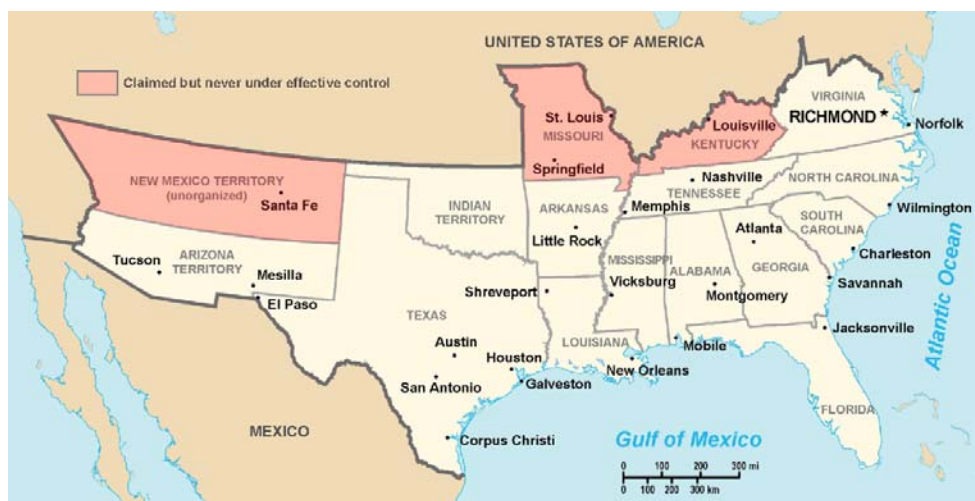 UNITED STATES OF AMERICA
Claimed but never under effective control
VIRGINIA
RICHMOND
Norfolk
St. Louis
MISSOURI
Springfield
Louisville
KENTUCKY
NEW MEXICO TERRITORY
(unorganized)
Santa Fe
INDIAN
TERRITORY
Nashville
TENNESSEE
NORTH CAROLINA
Memphis
ARKANSAS
Little Rock
SOUTH
CAROLINA
Wilmington
Atlanta
Charleston
Tucson
ARIZONA
TERRITORY
Mesilla
El Paso
MISSISSIPPI
Vicksburg
ALABAMA
Montgomery
GEORGIA
Savannah
Shreveport
TEXAS
Austin
San Antonio
Houston
Galveston
LOUISIANA
New Orleans
Mobile
Jacksonville
Atlantic Ocean
FLORIDA
MEXICO
Corpus Christi
Gulf of Mexico
0 100 200 300 mi
0 100 200 300 km